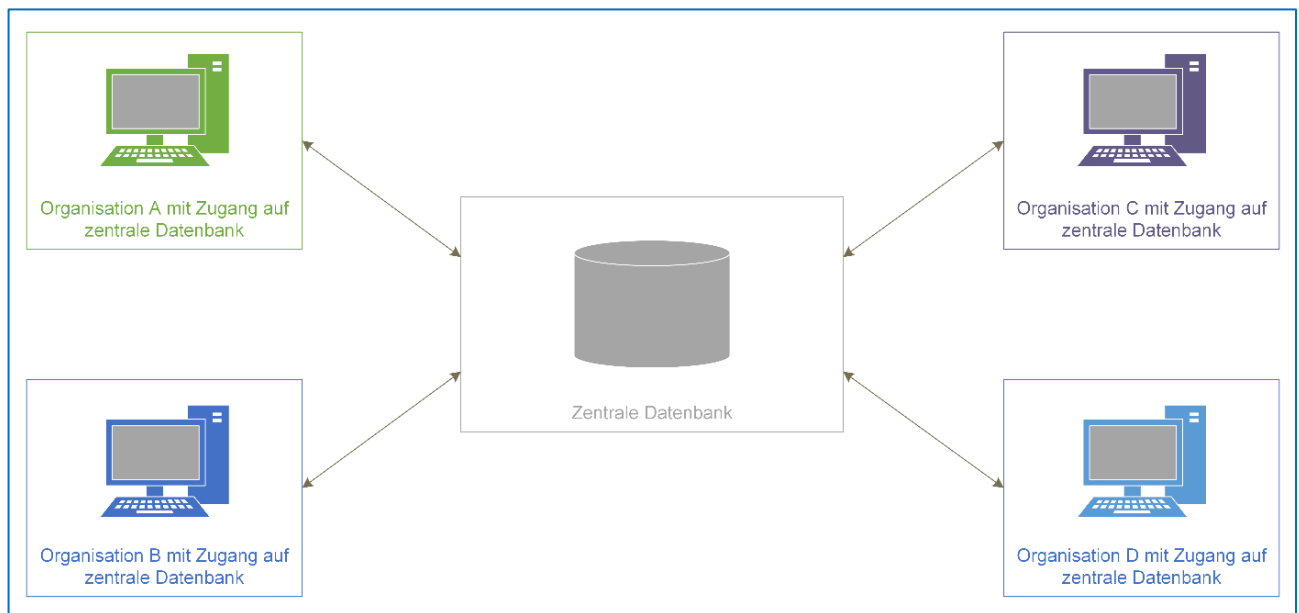 Organisation A mit Zugang auf
zentrale Datenbank
Organisation C mit Zugang auf
zentrale Datenbank
Zentrale Datenbank
Organisation B mit Zugang auf
zentrale Datenbank
Organisation D mit Zugang auf
zentrale Datenbank